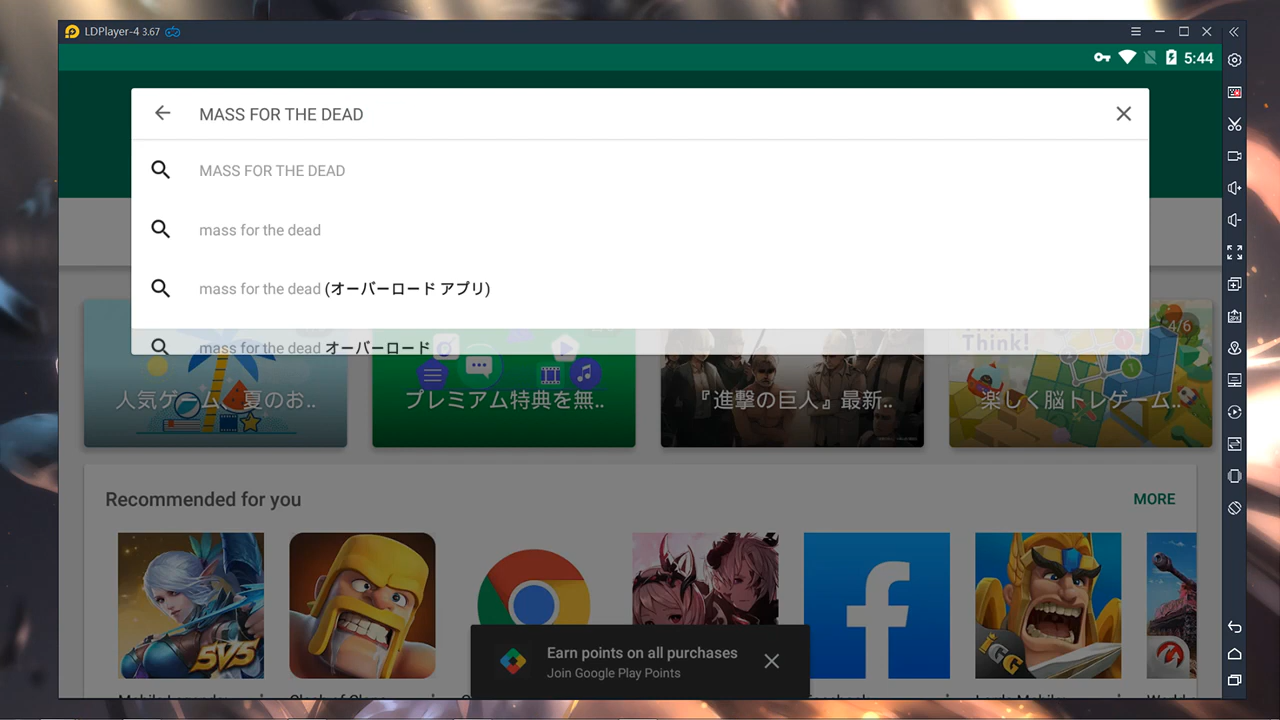 LDPlayer-4 3.67
5:44
MASS FOR THE DEAD
MASS FOR THE DEAD
mass for the dead
mass for the dead (オーバーロード アプリ)
mass for the dead オーバーロード
Think!
4/6
人気ゲーム、夏のお..
プレミアム特典を無..
『進撃の巨人』最新..
楽しく脳トレゲーム..
Recommended for you
MORE
5V5
IGG
Earn points on all purchases
Join Google Play Points